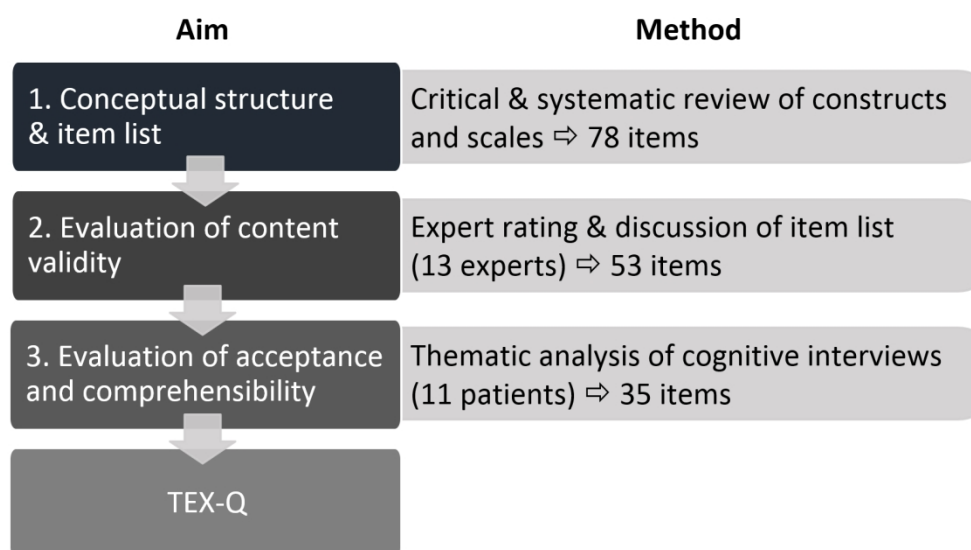 Aim
Method
1. Conceptual structure
& item list
Critical & systematic review of constructs
and scales ⇨ 78 items
2. Evaluation of content
validity
Expert rating & discussion of item list
(13 experts) ⇨ 53 items
3. Evaluation of acceptance
and comprehensibility
Thematic analysis of cognitive interviews
(11 patients) ⇨ 35 items
TEX-Q